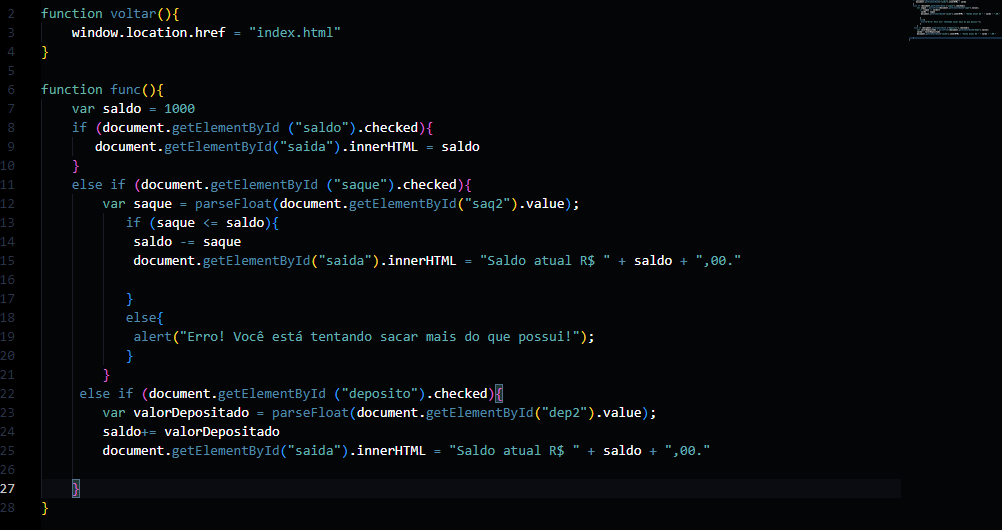 2 function voltar(){
3 window.location.href = "index.html"
4 }
5
6 function func(){
7 var saldo = 1000
8 if (document.getElementById ("saldo").checked){
9 document.getElementById("saida").innerHTML = saldo
10 }
11 else if (document.getElementById ("saque").checked){
12 var saque = parseFloat(document.getElementById("saq2").value);
13 if (saque <= saldo){
14 saldo -= saque
15 document.getElementById("saida").innerHTML = "Saldo atual R$ " + saldo + ",00."
16
17 }
18 else{
19 alert("Erro! Você está tentando sacar mais do que possui!");
20 }
21 }
22 else if (document.getElementById ("deposito").checked){
23 var valorDepositado = parseFloat(document.getElementById("dep2").value);
24 saldo+= valorDepositado
25 document.getElementById("saida").innerHTML = "Saldo atual R$ " + saldo + ",00."
26
27 }
28 }